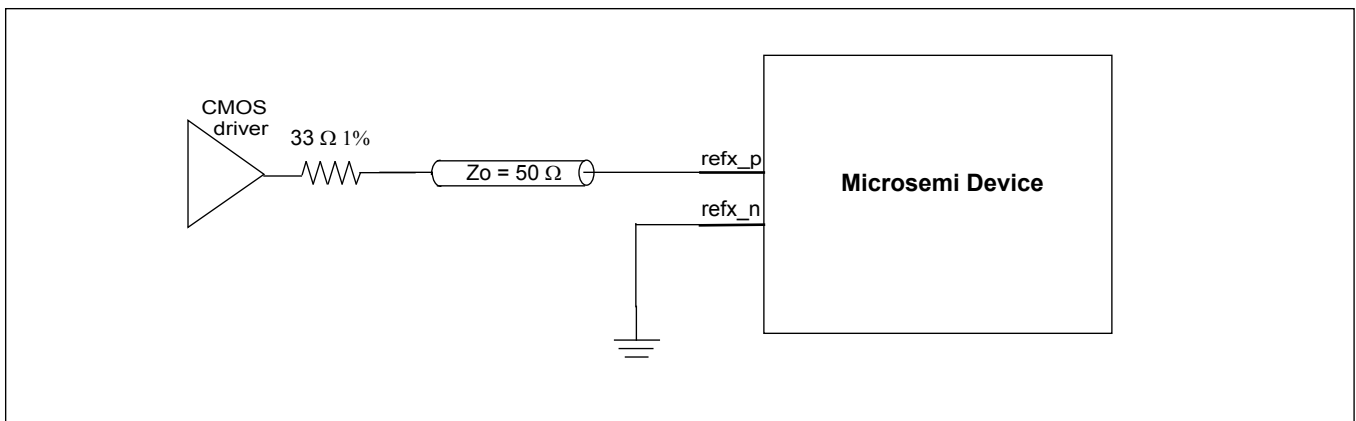 CMOS
driver
33 Ω 1%
Zo = 50 Ω
refx_p
refx_n
Microsemi Device